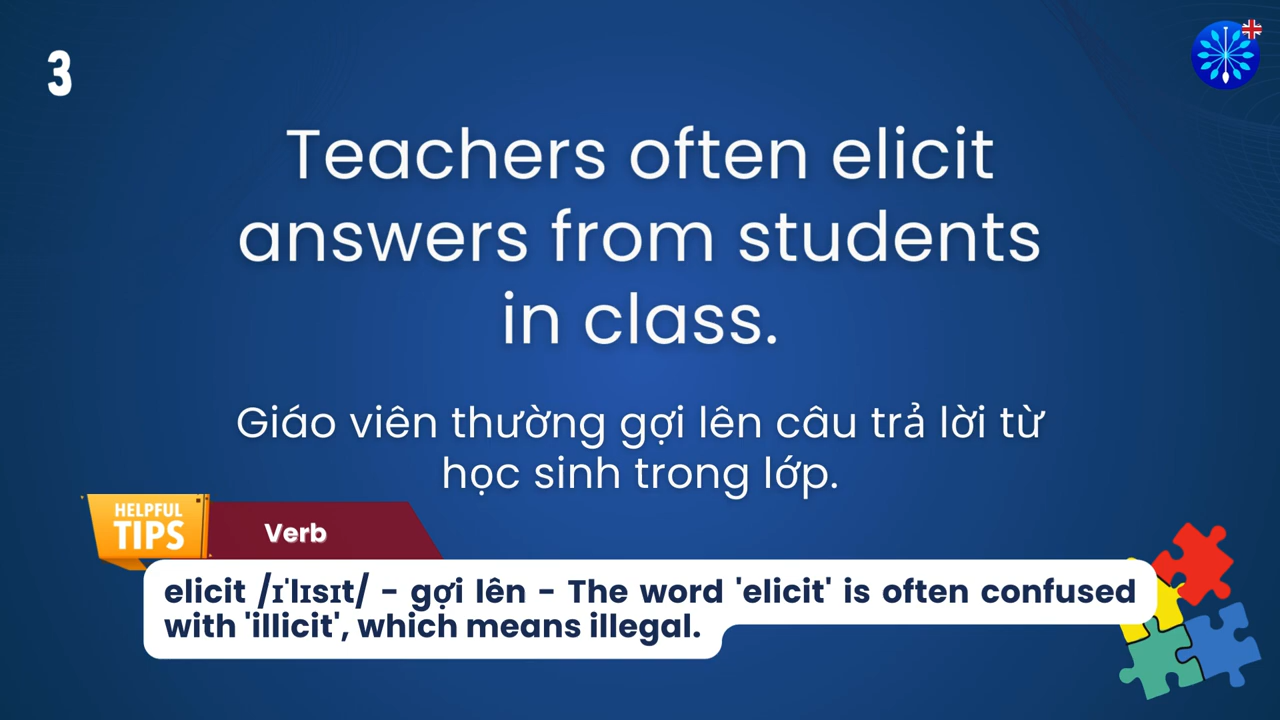 3
Teachers often elicit
answers from students
in class.
Giáo viên thường gợi lên câu trả lời từ
học sinh trong lớp.
HELPFUL
TIPS
Verb
elicit /ɪˈlɪsɪt/ - gợi lên - The word 'elicit' is often confused
with 'illicit', which means illegal.